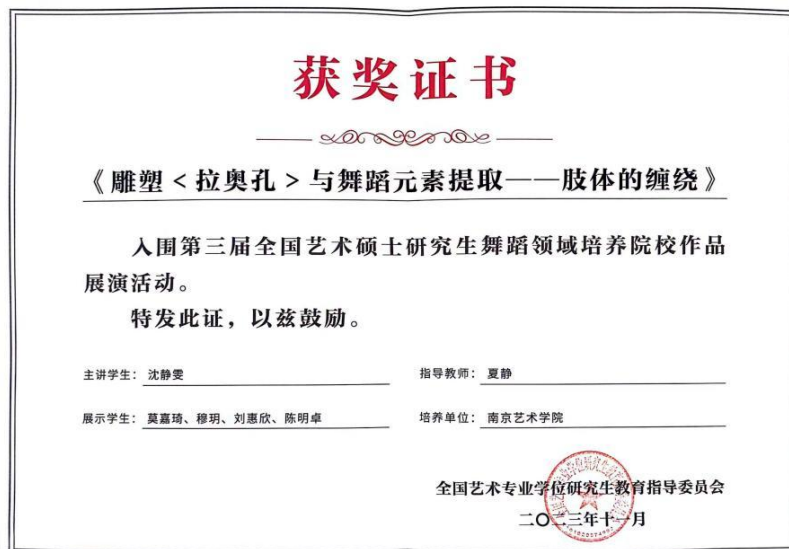 获奖证书
《雕塑<拉奥孔>与舞蹈元素提取——肢体的缠绕》
入围第三届全国艺术硕士研究生舞蹈领域培养院校作品
展演活动。
特发此证，以兹鼓励。
主讲学生：沈静雯
指导教师：夏静
展示学生：莫嘉琦、穆玥、刘惠欣、陈明卓
培养单位：南京艺术学院
全国艺术专业学位研究生教育指导委员会
二〇二三年十一月